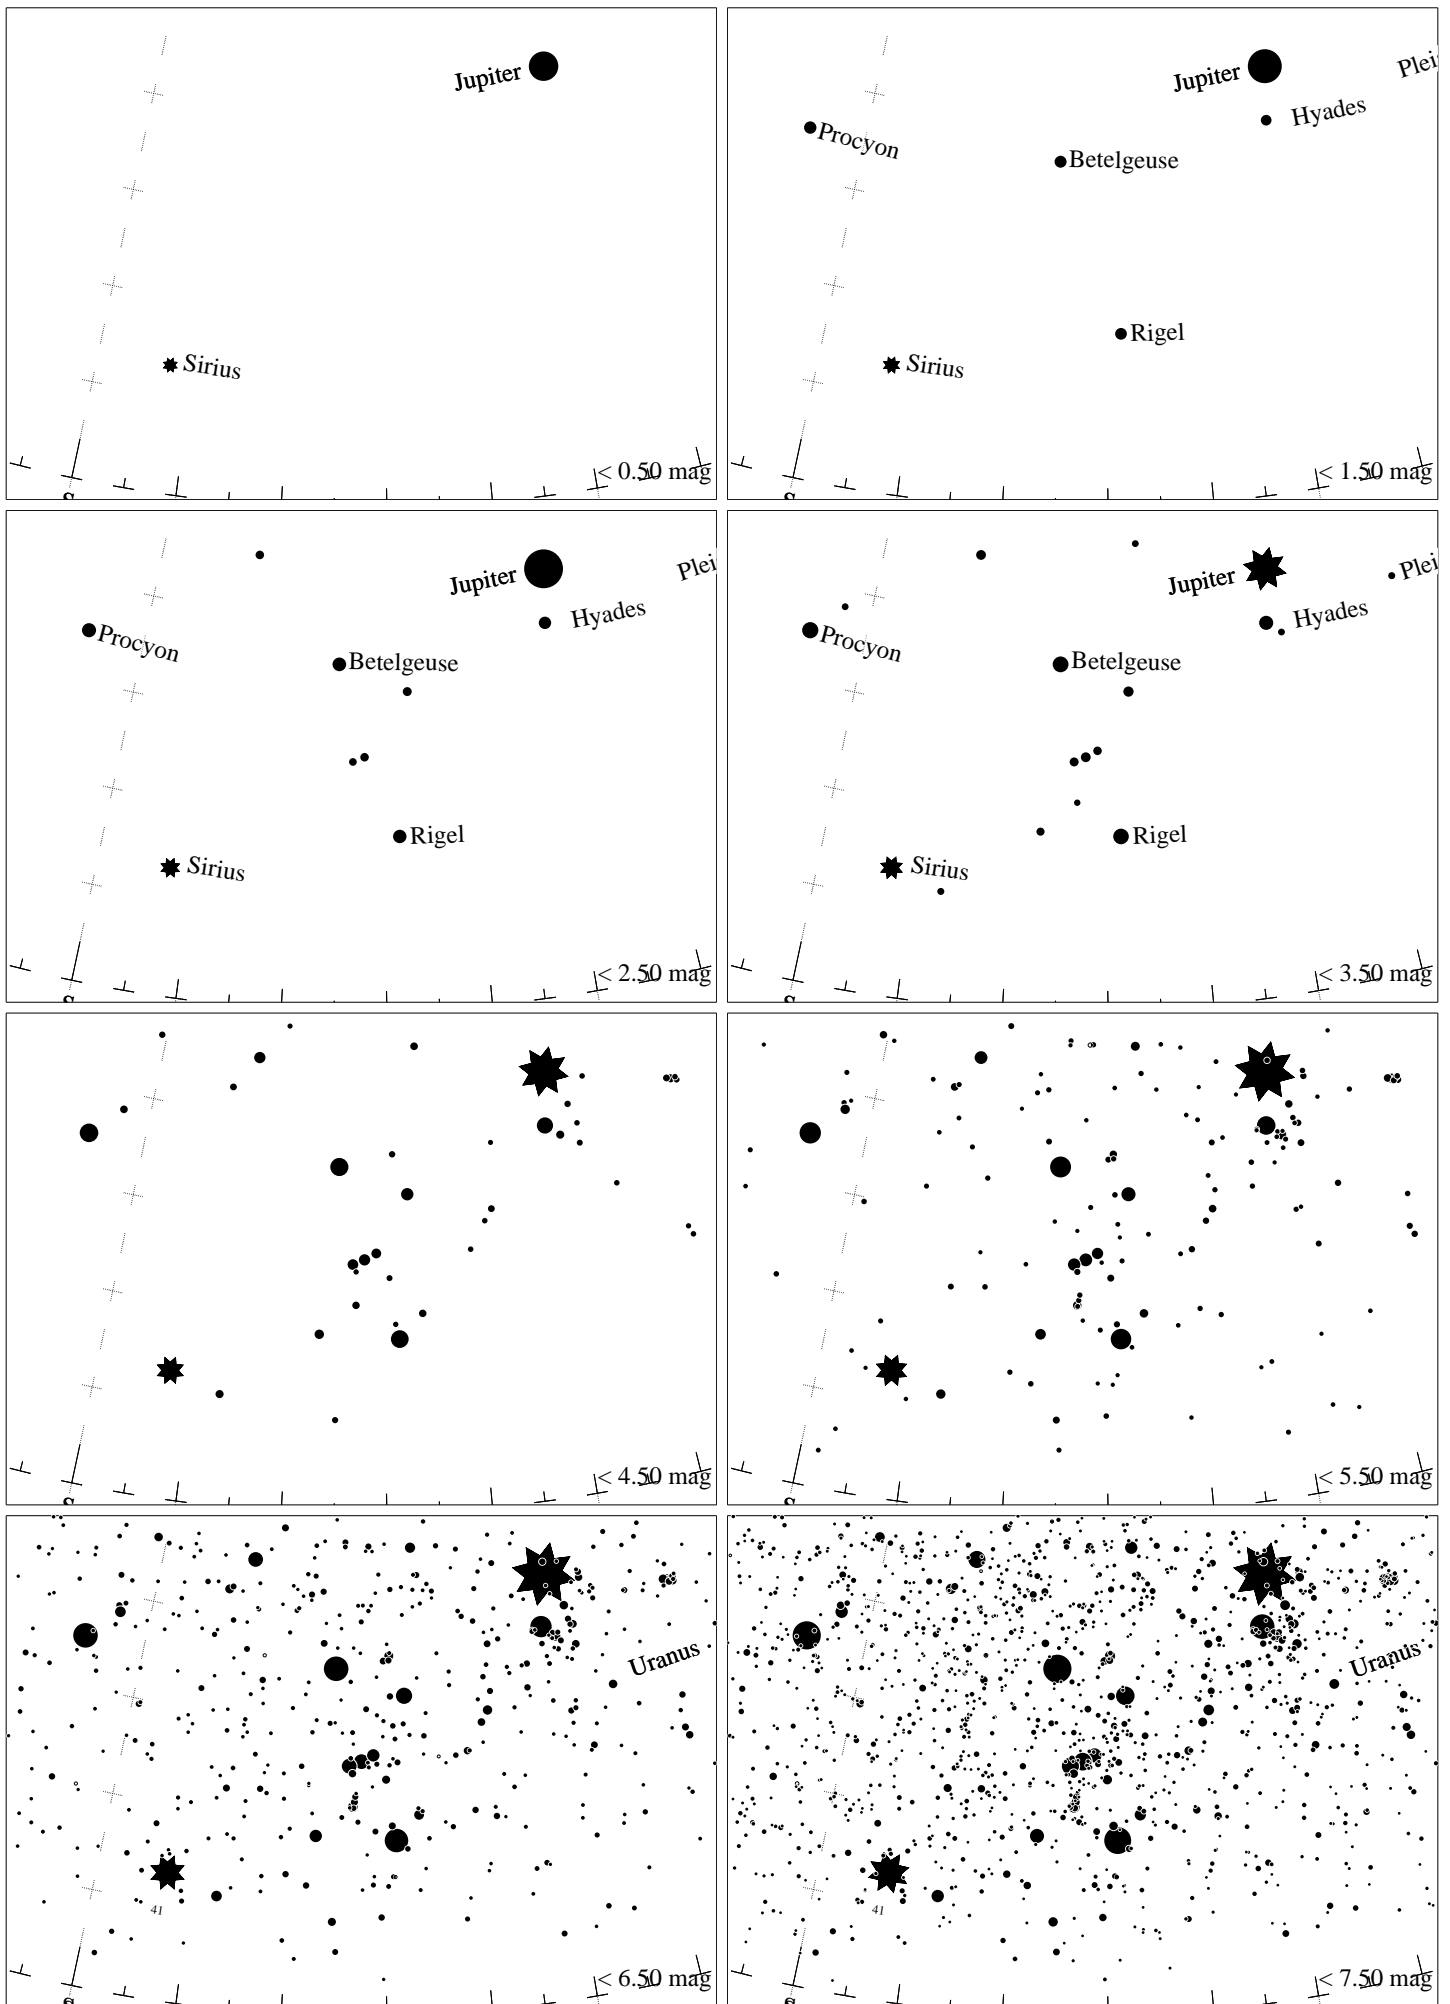 Jupiter
Sirius
S
< 0.50 mag
Jupiter
Plei
Hyades
Procyon
Betelgeuse
Rigel
Sirius
S
< 1.50 mag
Jupiter
Plei
Hyades
Procyon
Betelgeuse
Rigel
Sirius
S
< 2.50 mag
Jupiter
Plei
Hyades
Procyon
Betelgeuse
Rigel
Sirius
S
< 3.50 mag
S
< 4.50 mag
S
< 5.50 mag
Uranus
41
S
< 6.50 mag
Uranus
41
S
< 7.50 mag